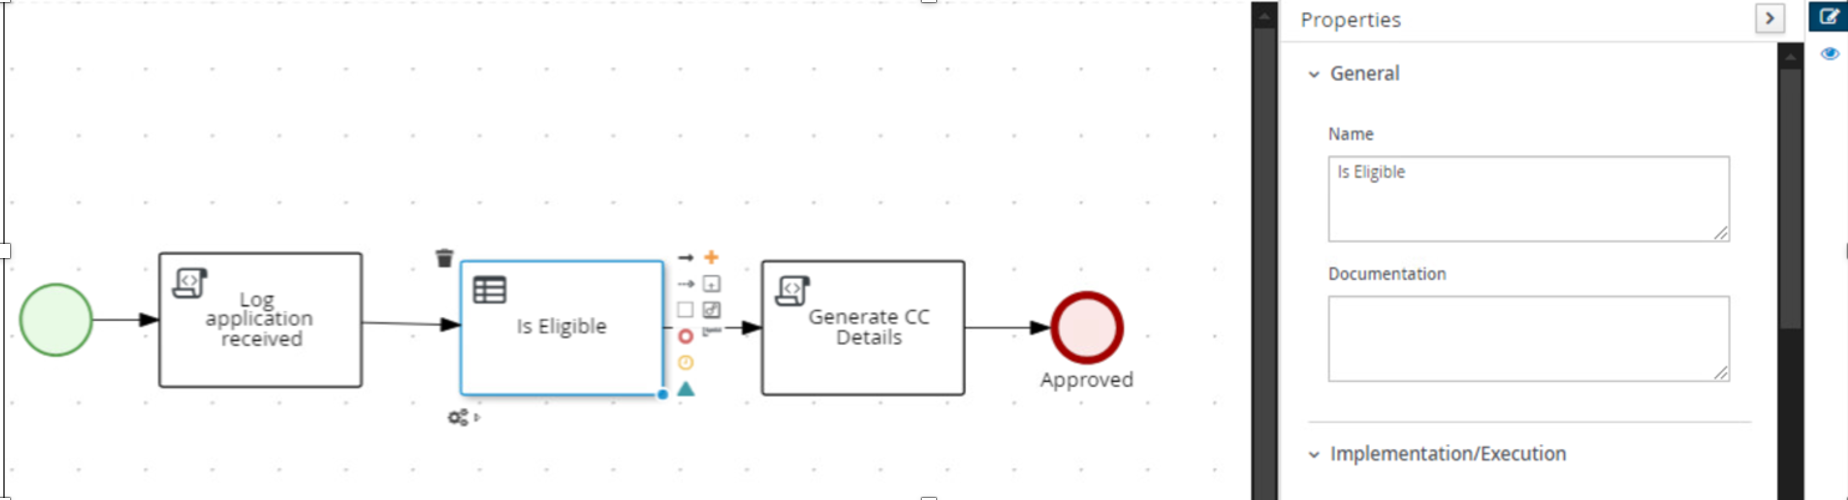 Log
application
received
Is Eligible
Generate CC
Details
Approved
Properties
General
Name
Is Eligible
Documentation
Implementation/Execution